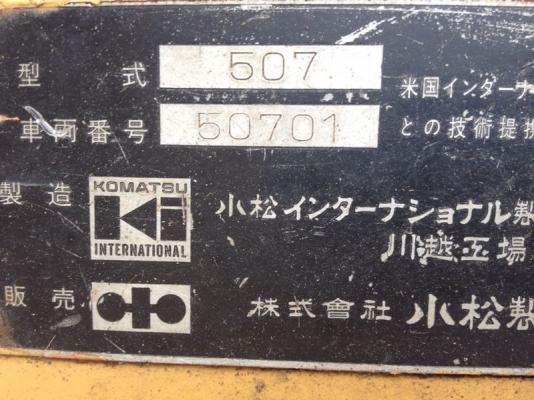 型式 507 米国インターナ
車両番号 50701 との技術提携
製造 KOMATSU Ki INTERNATIONAL 小松インターナショナル製
川越工場
販売 株式會社 小松製